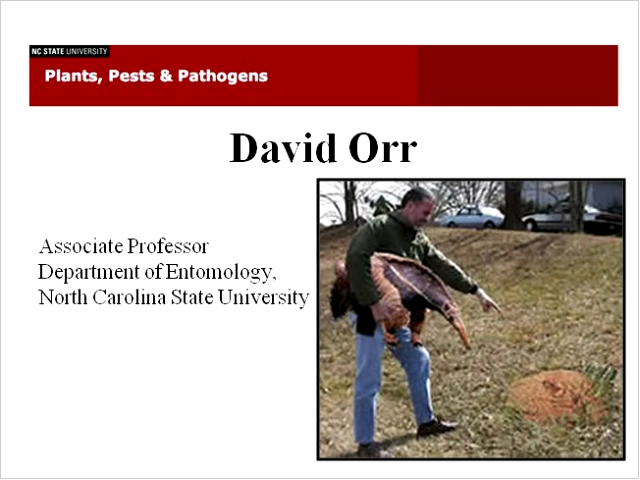 NC STATE UNIVERSITY
Plants, Pests & Pathogens
David Orr
Associate Professor
Department of Entomology,
North Carolina State University